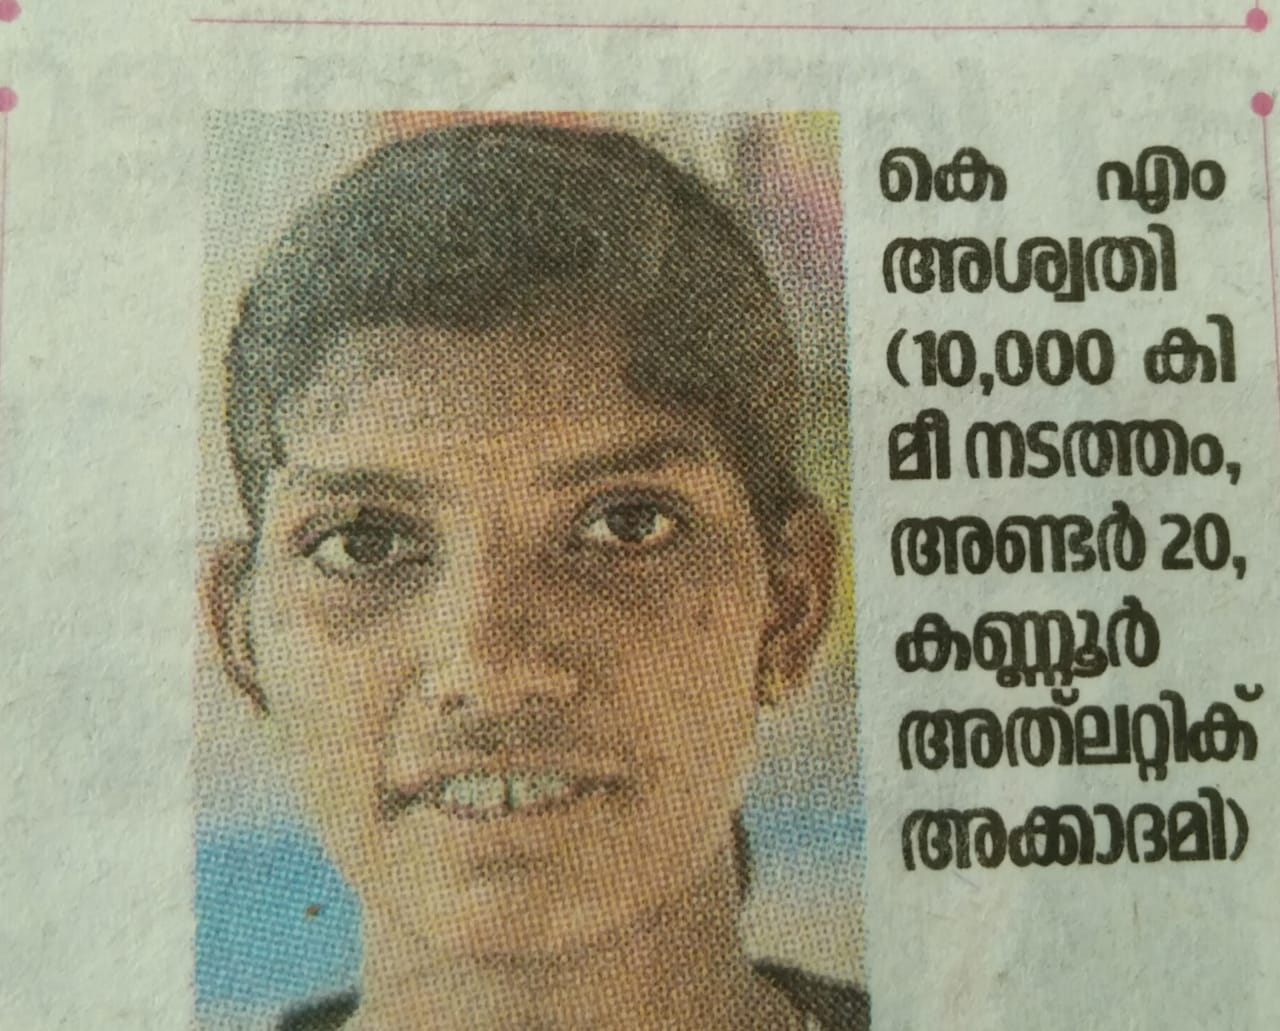 കെ എം
അശ്വതി
(10,000 കി
മീ നടത്തം,
അണ്ടർ 20,
കണ്ണൂർ
അത്‌ലറ്റിക്
അക്കാദമി)